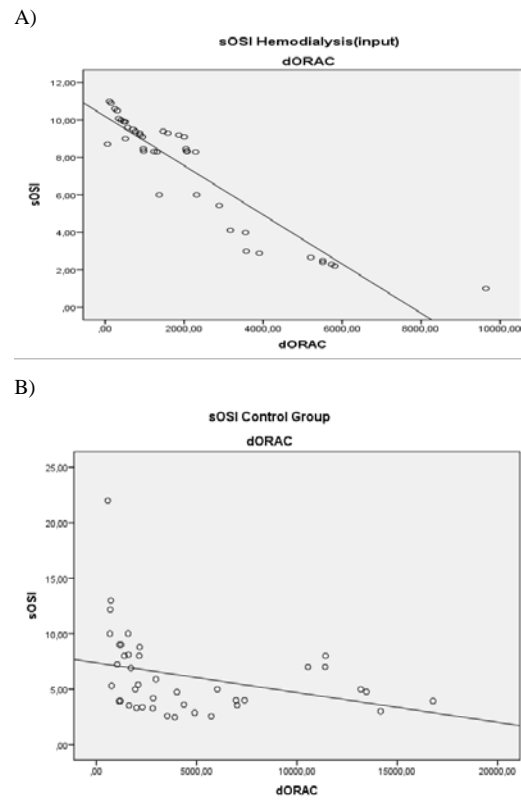 A)
sOSI Hemodialysis(input)
dORAC
12,00
10,00
8,00
6,00
4,00
2,00
,00
sOSI
,00 2000,00 4000,00 6000,00 8000,00 10000,00
dORAC
B)
sOSI Control Group
dORAC
25,00
20,00
15,00
10,00
5,00
,00
sOSI
,00 5000,00 10000,00 15000,00 20000,00
dORAC